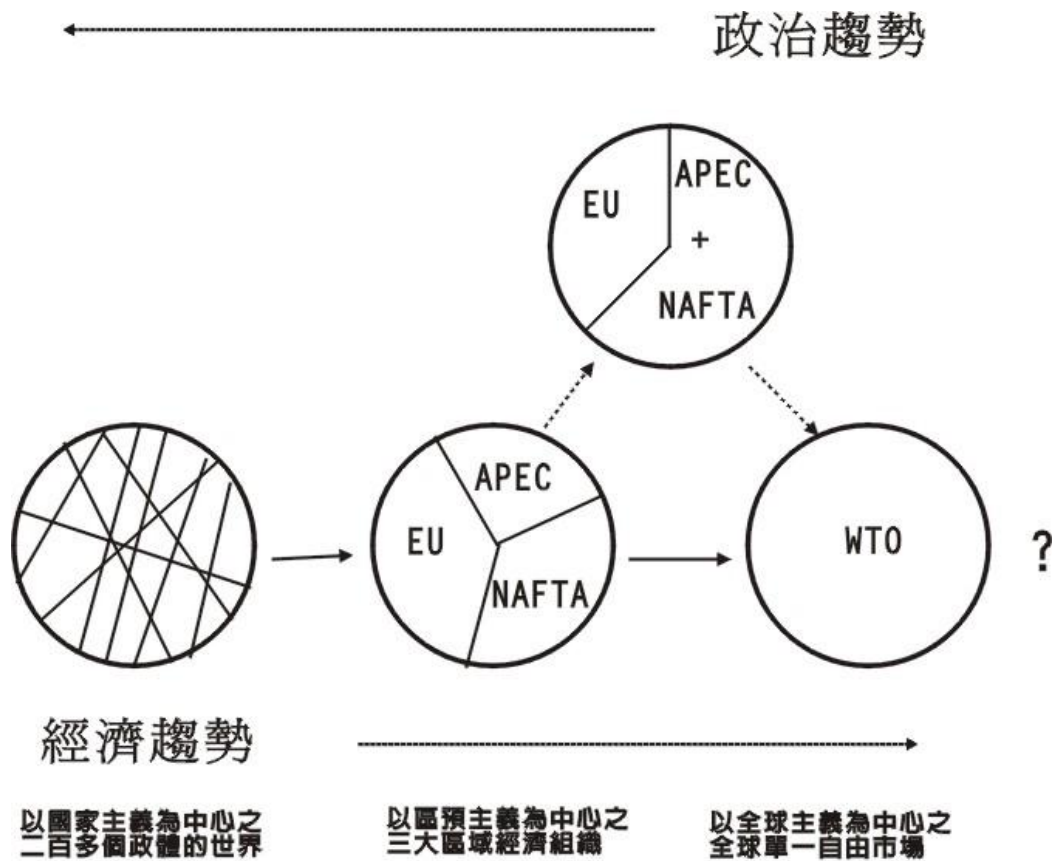 政治趨勢
EU
APEC
+
NAFTA
APEC
EU
NAFTA
WTO
?
經濟趨勢
以國家主義為中心之
二百多個政體的世界
以區預主義為中心之
三大區域經濟組織
以全球主義為中心之
全球單一自由市場